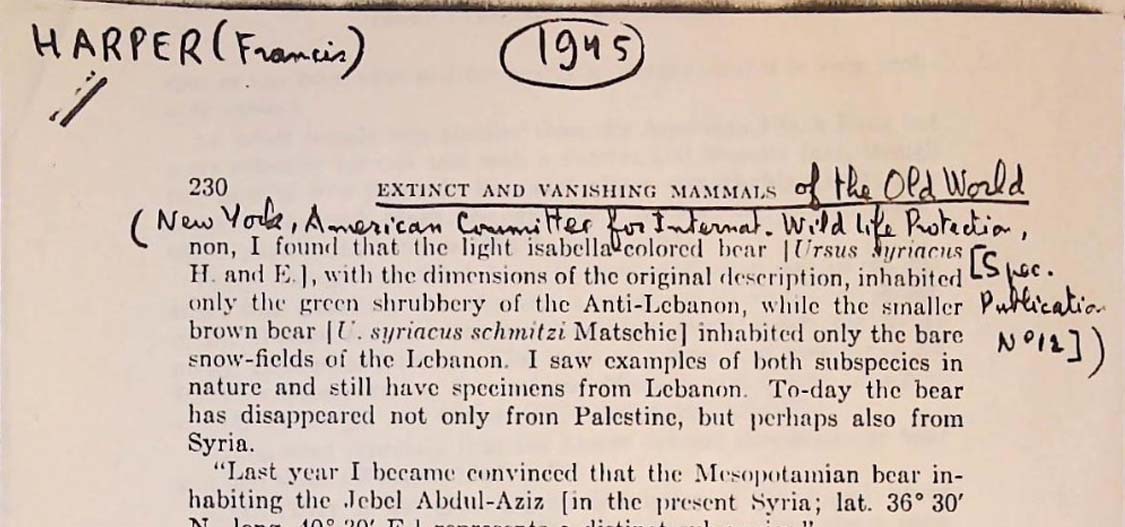 HARPER (Francis) 1945
230 EXTINCT AND VANISHING MAMMALS of the Old World
(New York, American Committee for Internat. Wild life Protection,
non, I found that the light isabella-colored bear [Ursus syriacus [Spec.
H. and E.], with the dimensions of the original description, inhabited
only the green shrubbery of the Anti-Lebanon, while the smaller Publication
brown bear [U. syriacus schmitzi Matschie] inhabited only the bare N° 12])
snow-fields of the Lebanon. I saw examples of both subspecies in
nature and still have specimens from Lebanon. To-day the bear
has disappeared not only from Palestine, but perhaps also from
Syria.
"Last year I became convinced that the Mesopotamian bear in-
habiting the Jebel Abdul-Aziz [in the present Syria; lat. 36° 30′